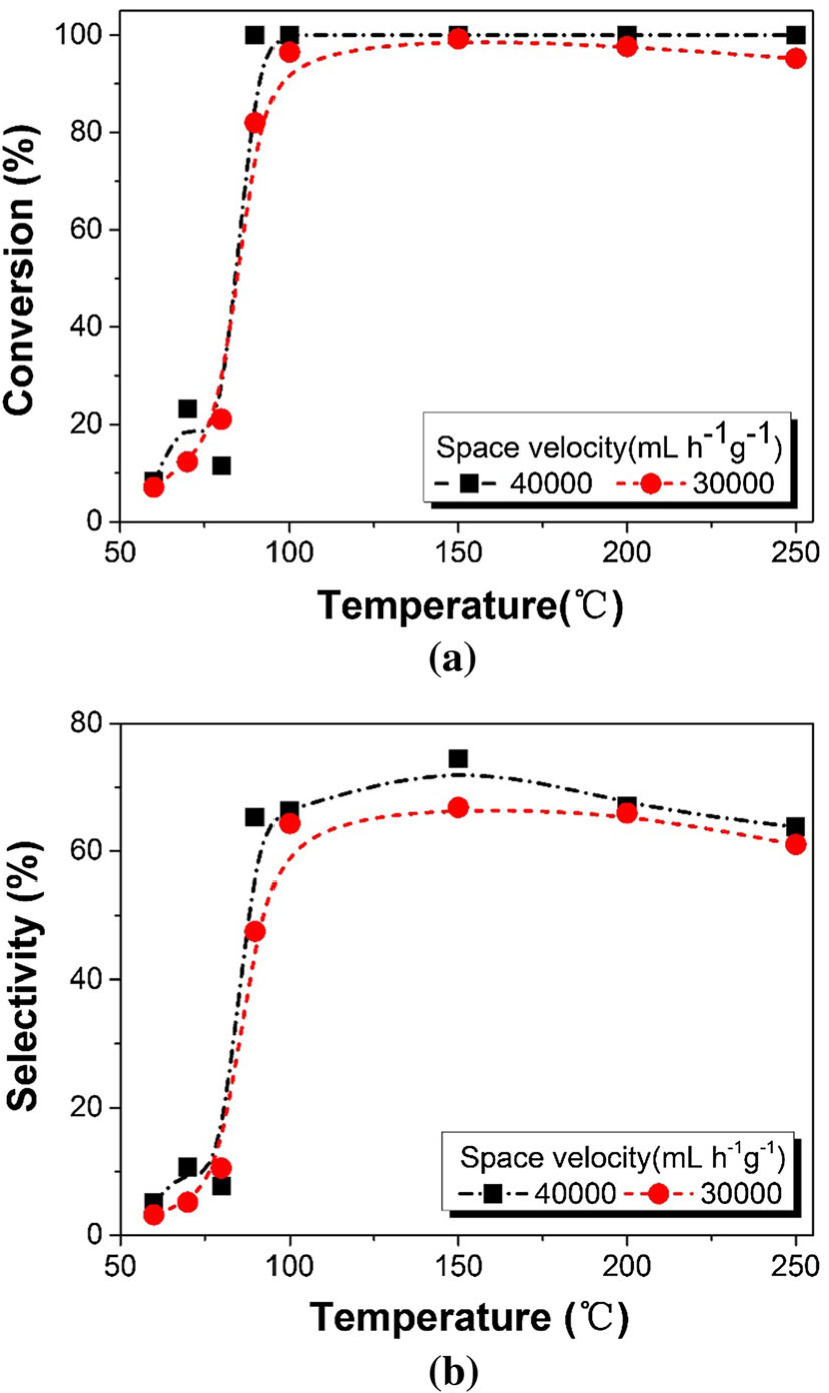 100
80
60
40
20
0
Conversion (%)
Space velocity(mL h-1g-1)
40000 30000
50 100 150 200 250
Temperature(℃)
(a)
80
60
40
20
0
Selectivity (%)
Space velocity(mL h-1g-1)
40000 30000
50 100 150 200 250
Temperature (℃)
(b)